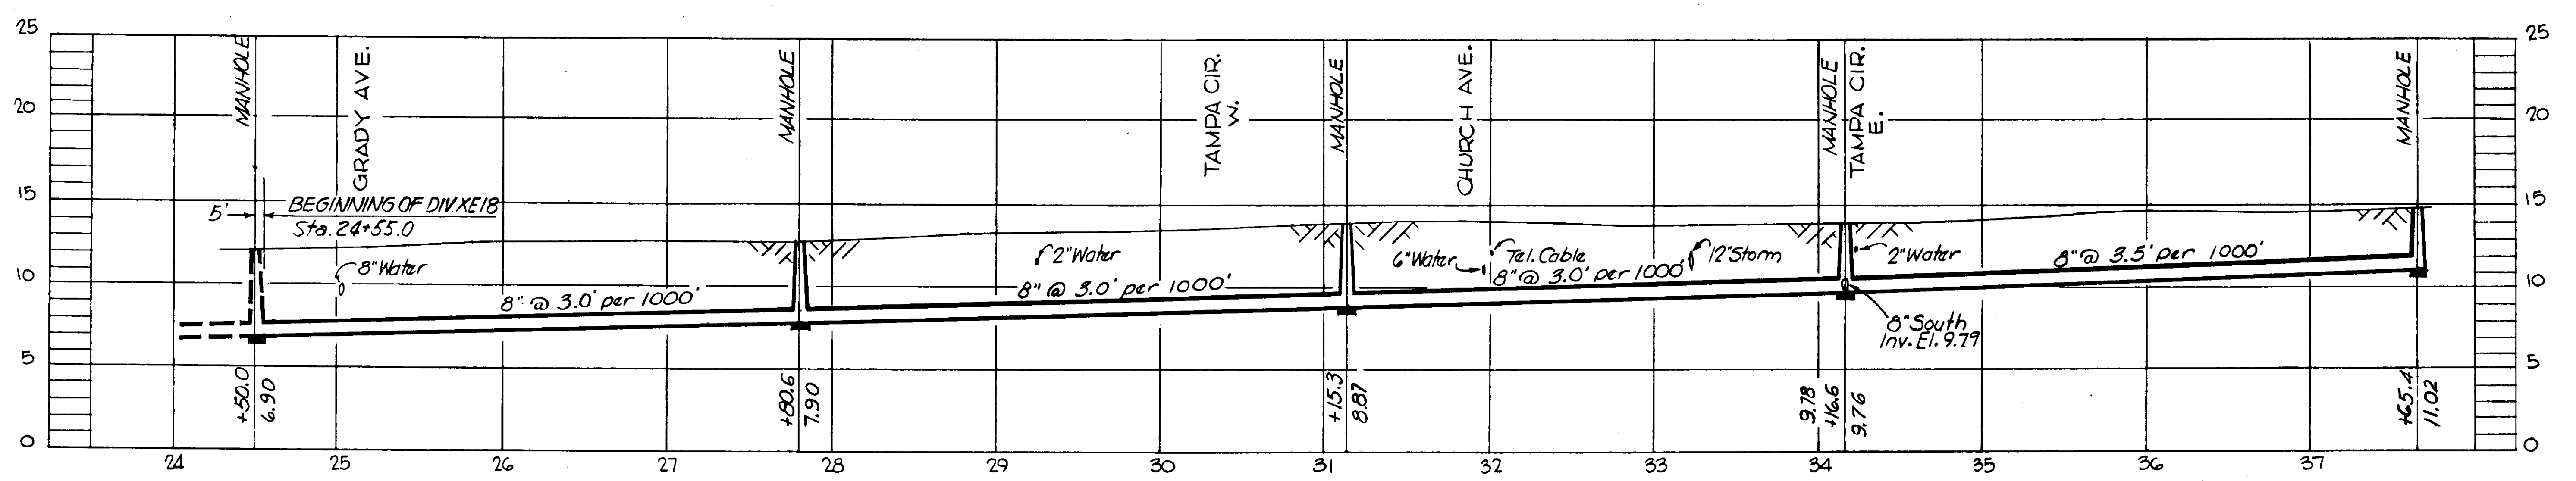 25
20
15
10
5
0
MANHOLE
GRADY AVE.
MANHOLE
TAMPA CIR.
W.
MANHOLE
CHURCH AVE.
MANHOLE
TAMPA CIR.
E.
MANHOLE
25
20
15
10
5
0
5'
BEGINNING OF DIV.XE18
Sta. 24+55.0
8" Water
8" @ 3.0' per 1000'
2" Water
8" @ 3.0' per 1000'
6" Water
Tel. Cable
8" @ 3.0' per 1000'
12" Storm
2" Water
8" @ 3.5' per 1000'
8" South
Inv. El. 9.79
+50.0
6.90
+80.6
7.90
+15.3
8.87
9.78
+16.6
9.76
+65.4
11.02
24 25 26 27 28 29 30 31 32 33 34 35 36 37